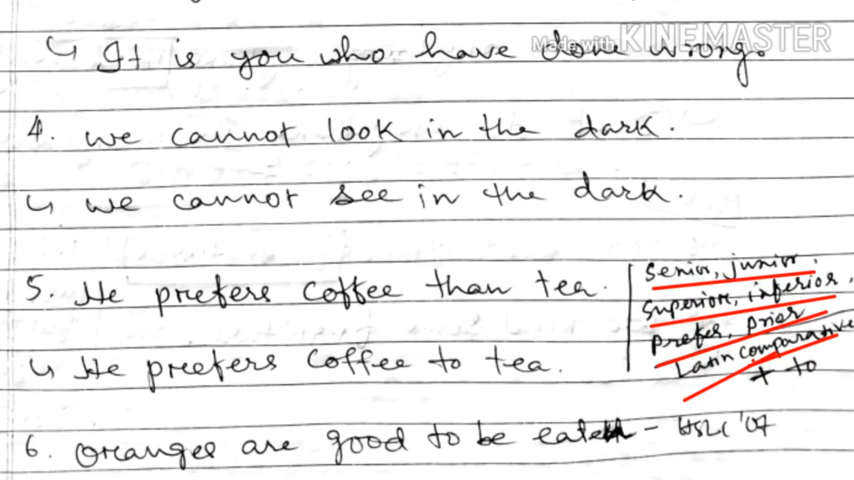 Made with KINEMASTER
↳ It is you who have done wrong.
4. we cannot look in the dark.
↳ we cannot see in the dark.
5. He prefers coffee than tea.
↳ He prefers coffee to tea.
Senior, junior,
superior, inferior,
prefer, prior
Latin comparative
+ to
6. Oranges are good to be eaten - HSLC '07